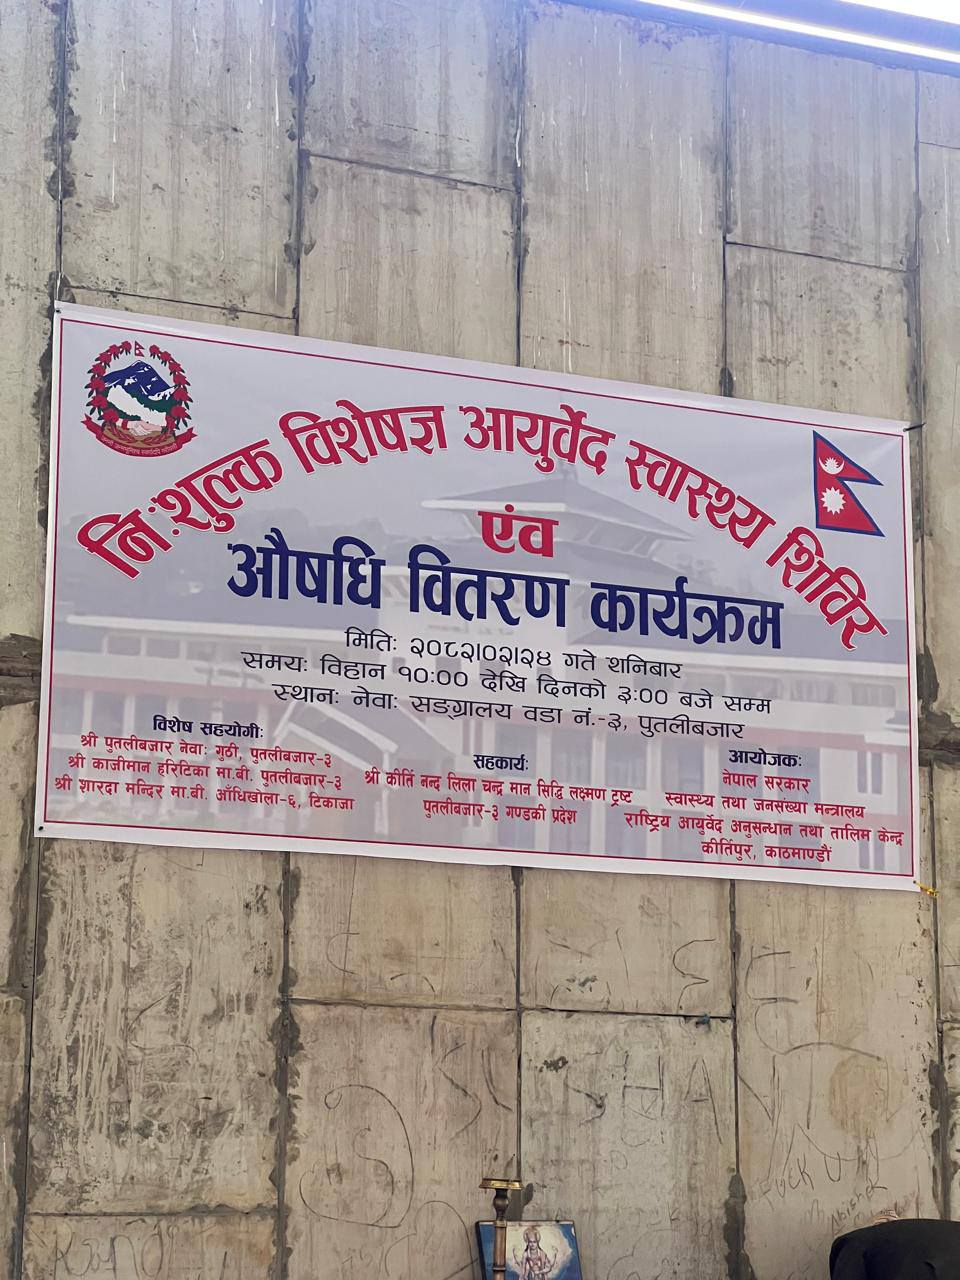 नि:शुल्क विशेषज्ञ आयुर्वेद स्वास्थ्य शिविर
एंव
औषधि वितरण कार्यक्रम
मितिः २०८२।०२।२४ गते शनिबार
समयः विहान १०:०० देखि दिनको ३:०० बजे सम्म
स्थानः नेवाः सङ्ग्रालय वडा नं.-३, पुतलीबजार
विशेष सहयोगीः
श्री पुतलीबजार नेवाः गुठी, पुतलीबजार-३
श्री काजीमान हरिटिका मा.बी. पुतलीबजार-३
श्री शारदा मन्दिर मा.बी. आँधिखोला-६, टिकाजा
सहकार्यः
श्री कीर्ति नन्द लिला चन्द्र मान सिद्धि लक्ष्मण ट्रष्ट
पुतलीबजार-३ गण्डकी प्रदेश
आयोजकः
नेपाल सरकार
स्वास्थ्य तथा जनसंख्या मन्त्रालय
राष्ट्रिय आयुर्वेद अनुसन्धान तथा तालिम केन्द्र
कीर्तिपुर, काठमाण्डौं